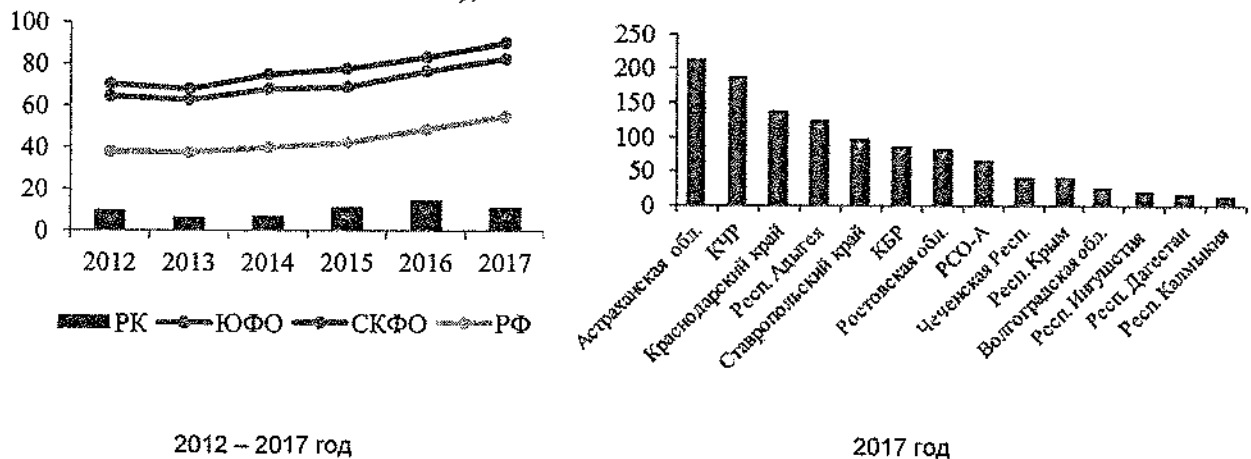 100
80
60
40
20
0
2012 2013 2014 2015 2016 2017
РК ЮФО СКФО РФ
2012 – 2017 год
250
200
150
100
50
0
Астраханская обл.
КЧР
Краснодарский край
Респ. Адыгея
Ставропольский край
КБР
Ростовская обл.
РСО-А
Чеченская Респ.
Респ. Крым
Волгоградская обл.
Респ. Ингушетия
Респ. Дагестан
Респ. Калмыкия
2017 год